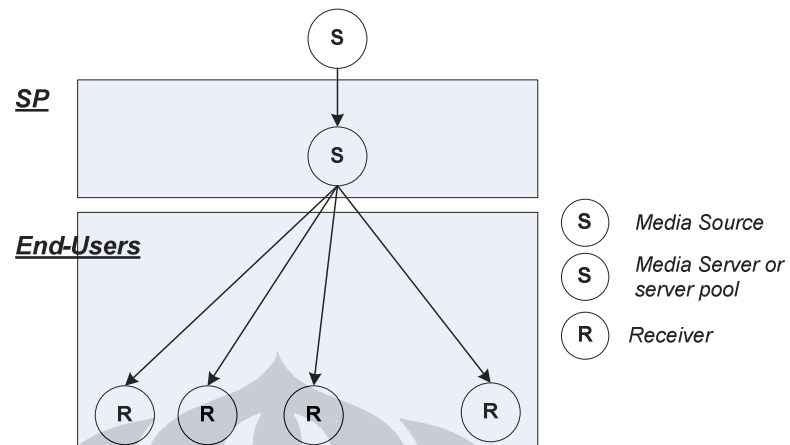 S
SP
S
End-Users
R
R
R
R
S Media Source
S Media Server or
server pool
R Receiver